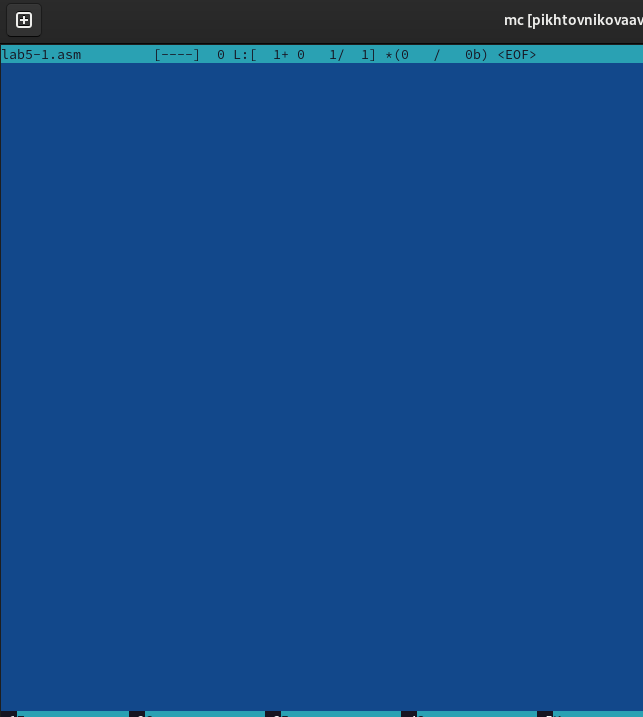 mc [pikhtovnikovaav
lab5-1.asm [----] 0 L:[ 1+ 0 1/ 1] *(0 / 0b) <EOF>